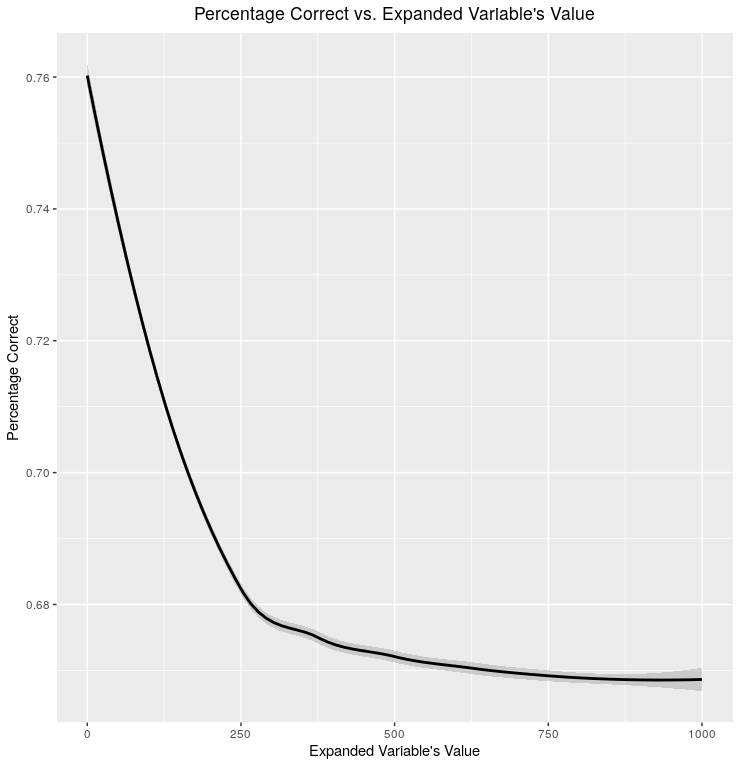 Percentage Correct vs. Expanded Variable's Value
0.76
0.74
0.72
0.70
0.68
Percentage Correct
0 250 500 750 1000
Expanded Variable's Value